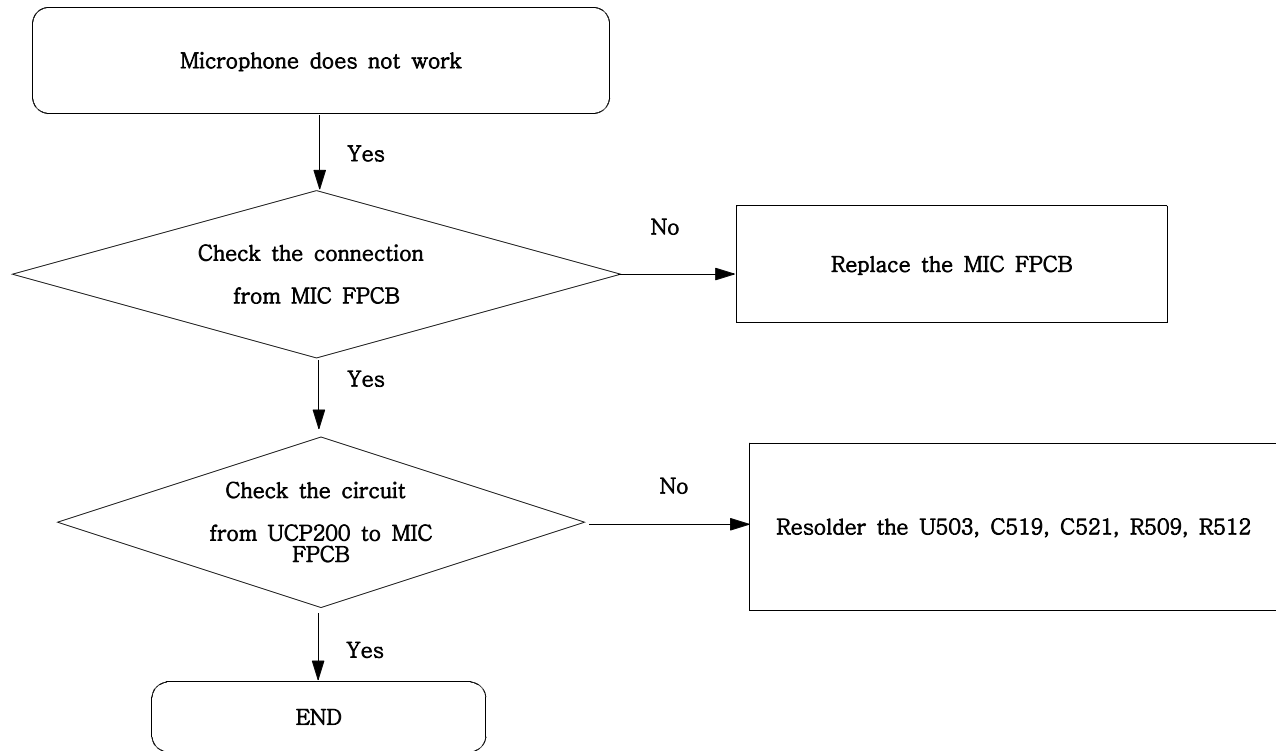 Microphone does not work
Yes
Check the connection
from MIC FPCB
No
Replace the MIC FPCB
Yes
Check the circuit
from UCP200 to MIC
FPCB
No
Resolder the U503, C519, C521, R509, R512
Yes
END